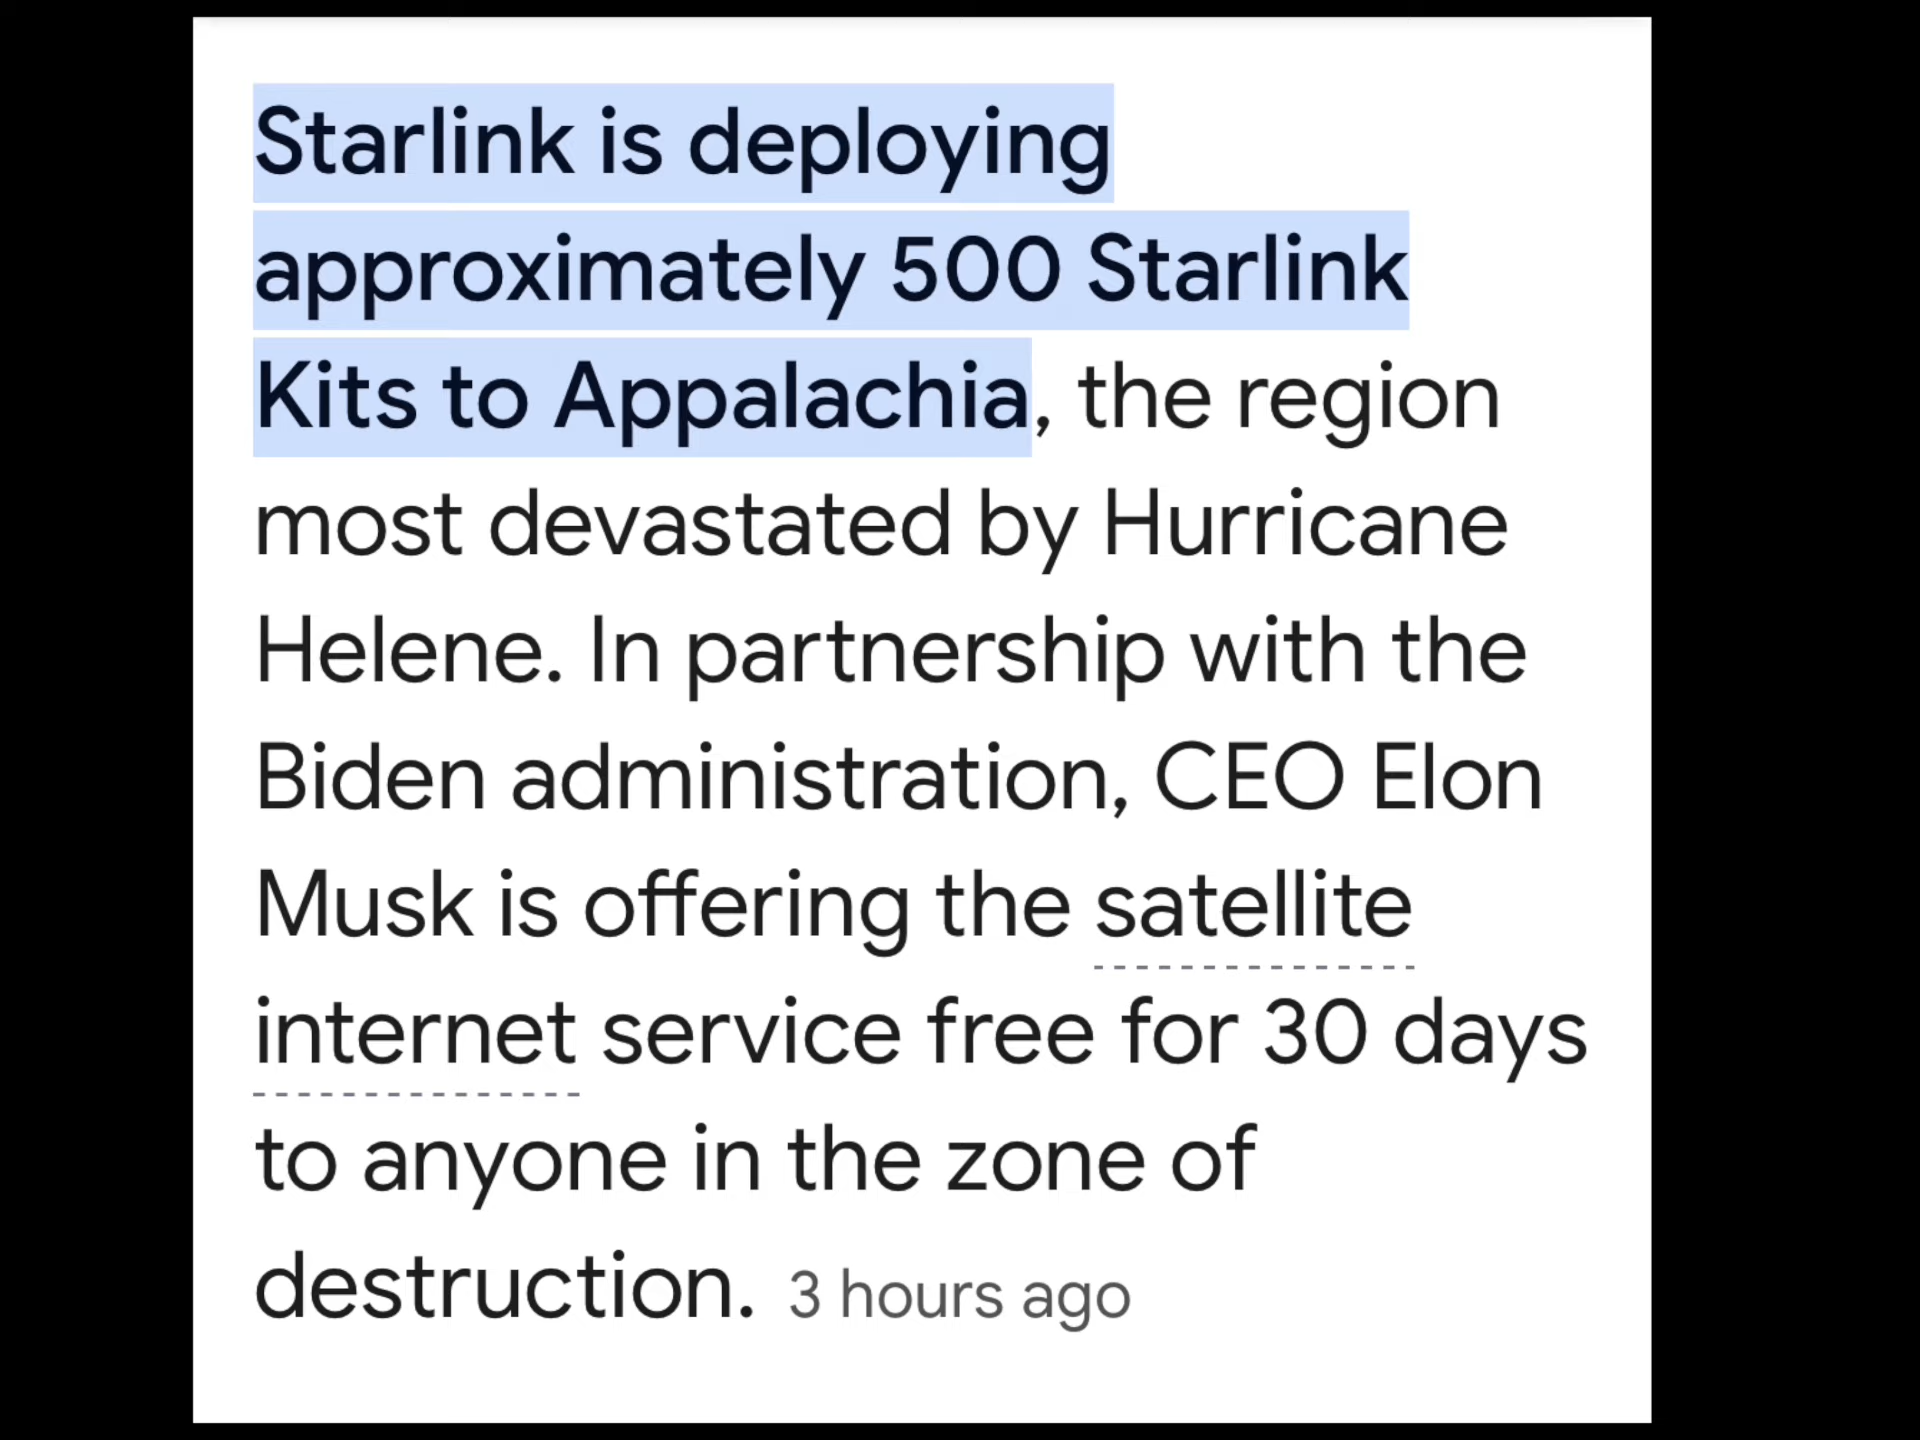 Starlink is deploying
approximately 500 Starlink
Kits to Appalachia, the region
most devastated by Hurricane
Helene. In partnership with the
Biden administration, CEO Elon
Musk is offering the satellite
internet service free for 30 days
to anyone in the zone of
destruction. 3 hours ago